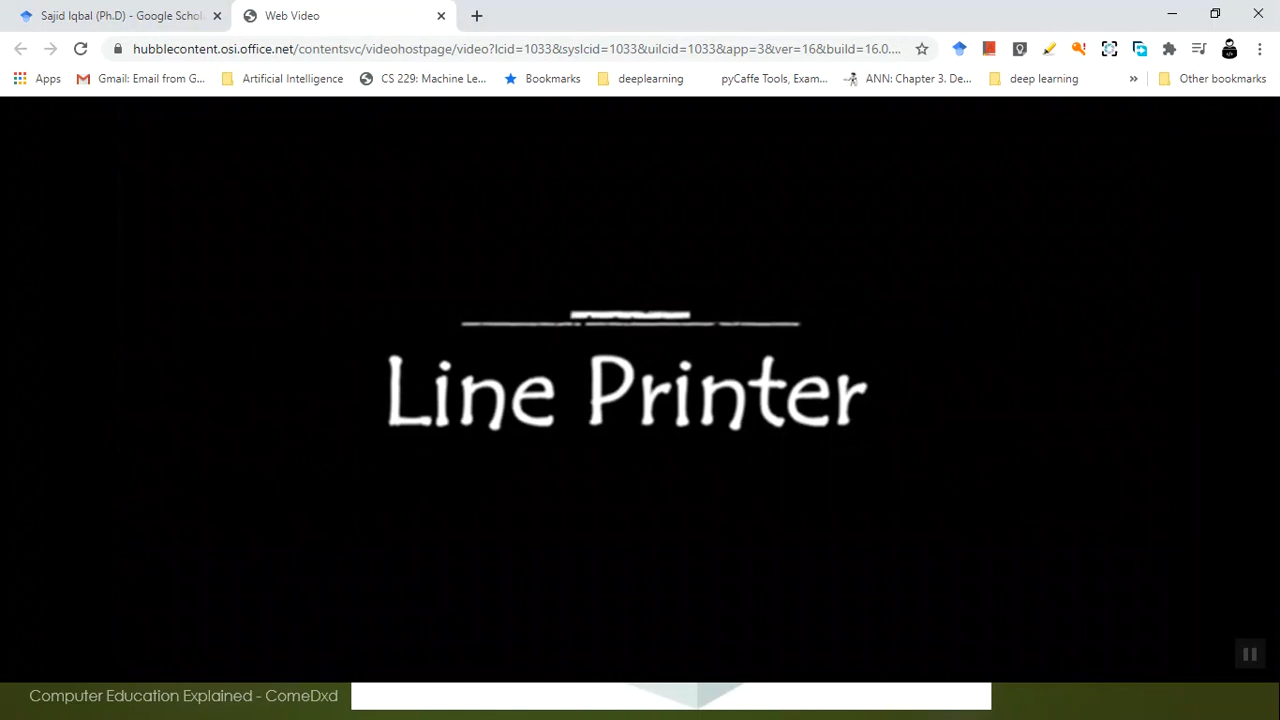 Sajid Iqbal (Ph.D) - Google Schol
Web Video
hubblecontent.osi.office.net/contentsvc/videohostpage/video?lcid=1033&syslcid=1033&uilcid=1033&app=3&ver=16&build=16.0....
Apps
Gmail: Email from G...
Artificial Intelligence
CS 229: Machine Le...
Bookmarks
deeplearning
pyCaffe Tools, Exam...
ANN: Chapter 3. De...
deep learning
»
Other bookmarks
Line Printer
Computer Education Explained - ComeDxd